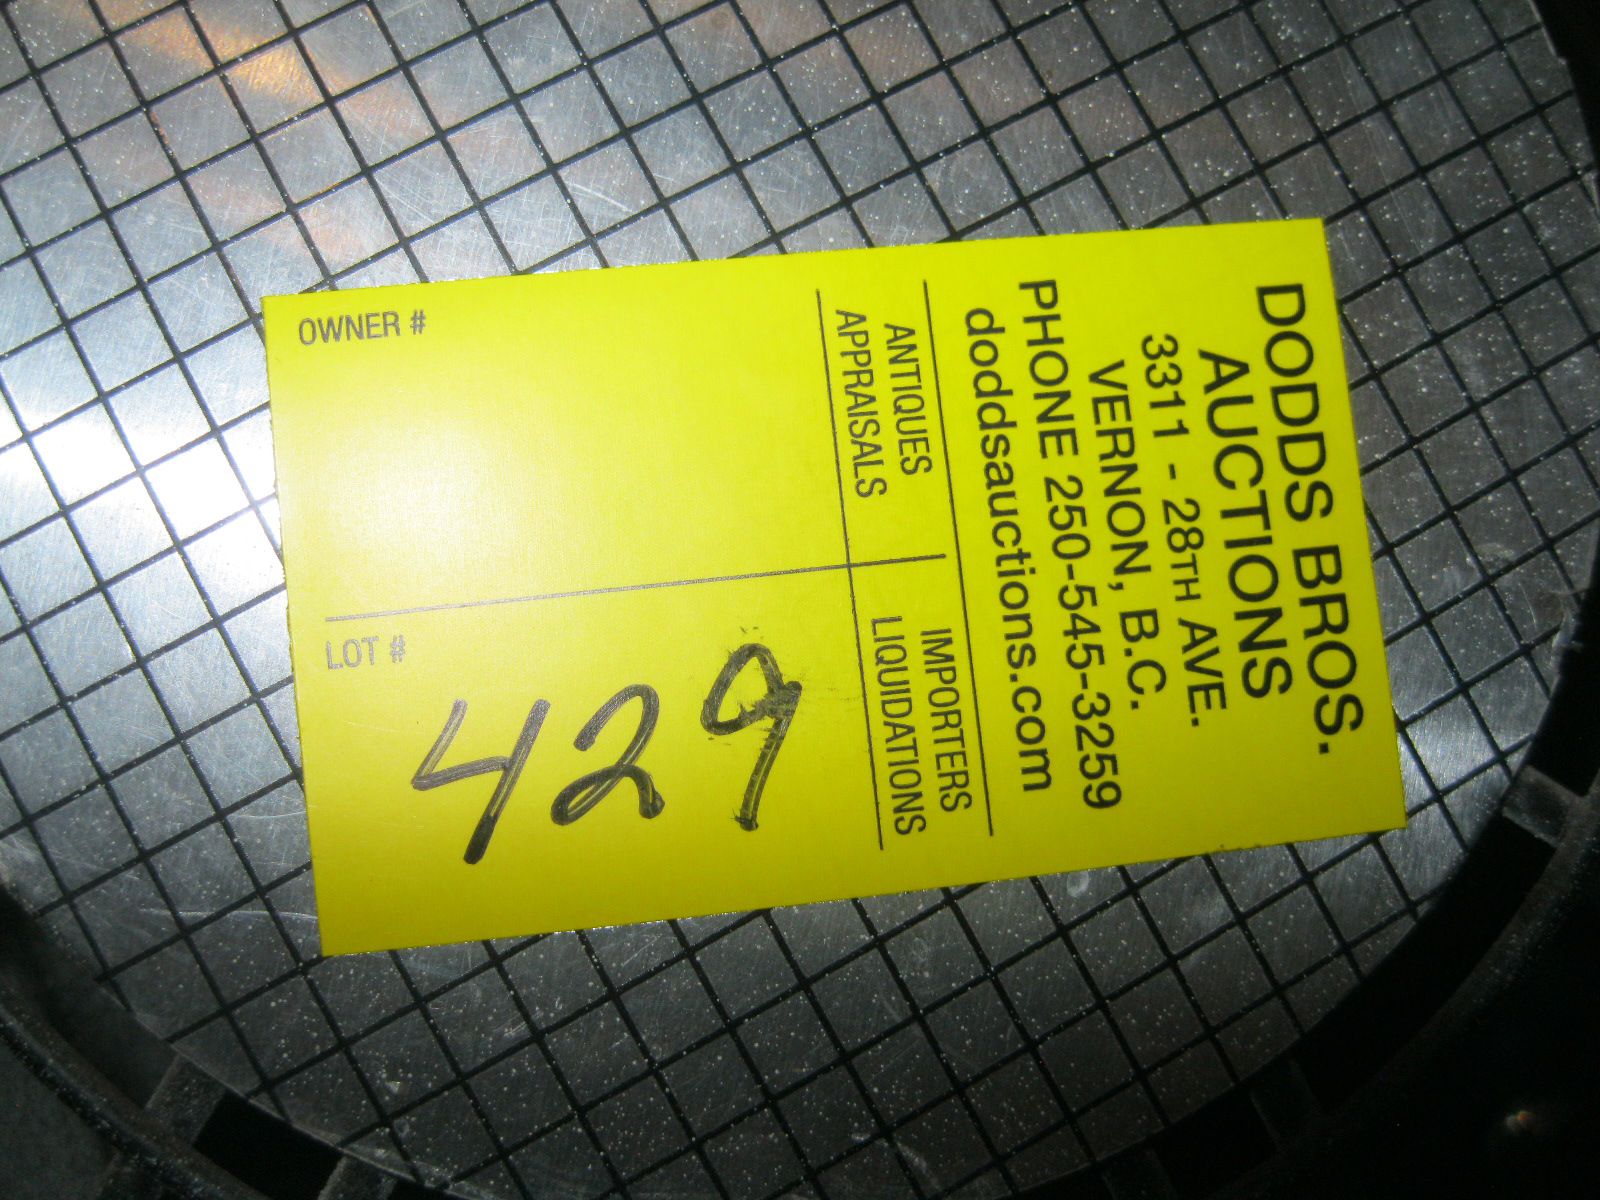 DODDS BROS.
AUCTIONS
3311 - 28TH AVE.
VERNON, B.C.
PHONE 250-545-3259
doddsauctions.com
ANTIQUES
APPRAISALS
IMPORTERS
LIQUIDATIONS
OWNER #
LOT #
429